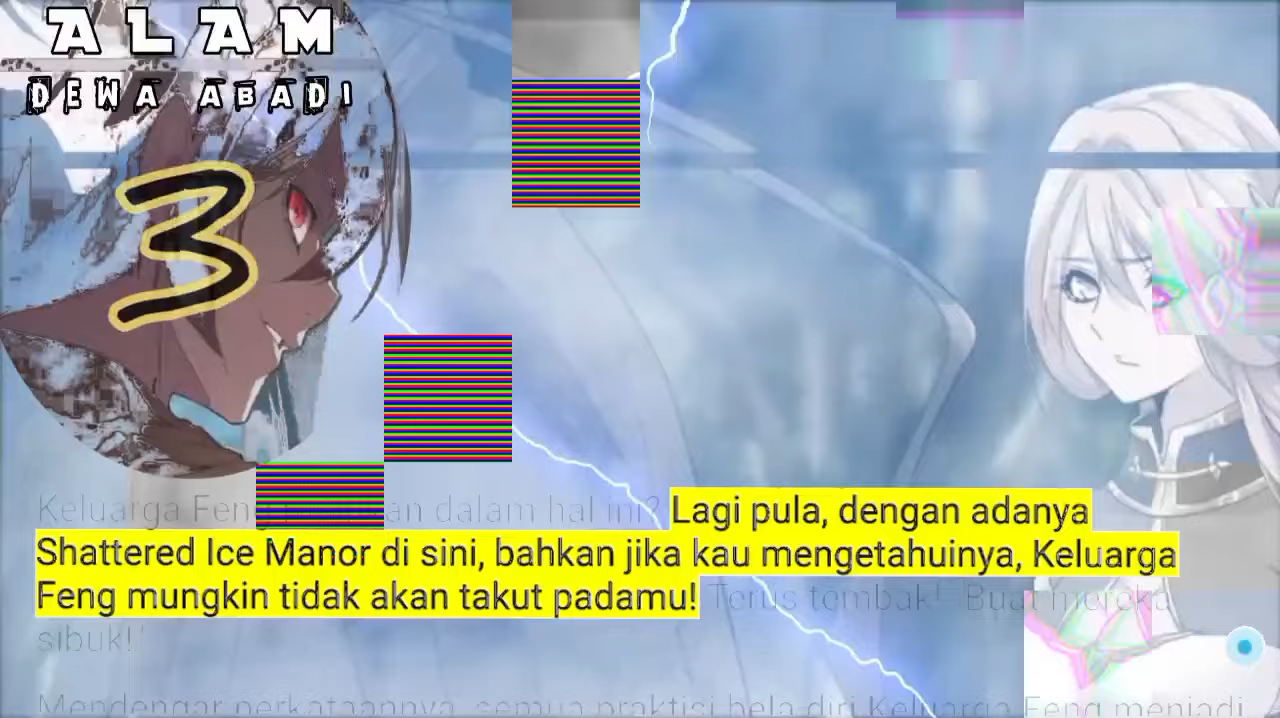 ALAM
DEWA ABADI
3
Keluarga Feng dalam hal ini? Lagi pula, dengan adanya
Shattered Ice Manor di sini, bahkan jika kau mengetahuinya, Keluarga
Feng mungkin tidak akan takut padamu! Terus tembak! Buat mereka
sibuk!"
Mendengar perkataannya, semua praktisi bela diri Keluarga Feng menjadi